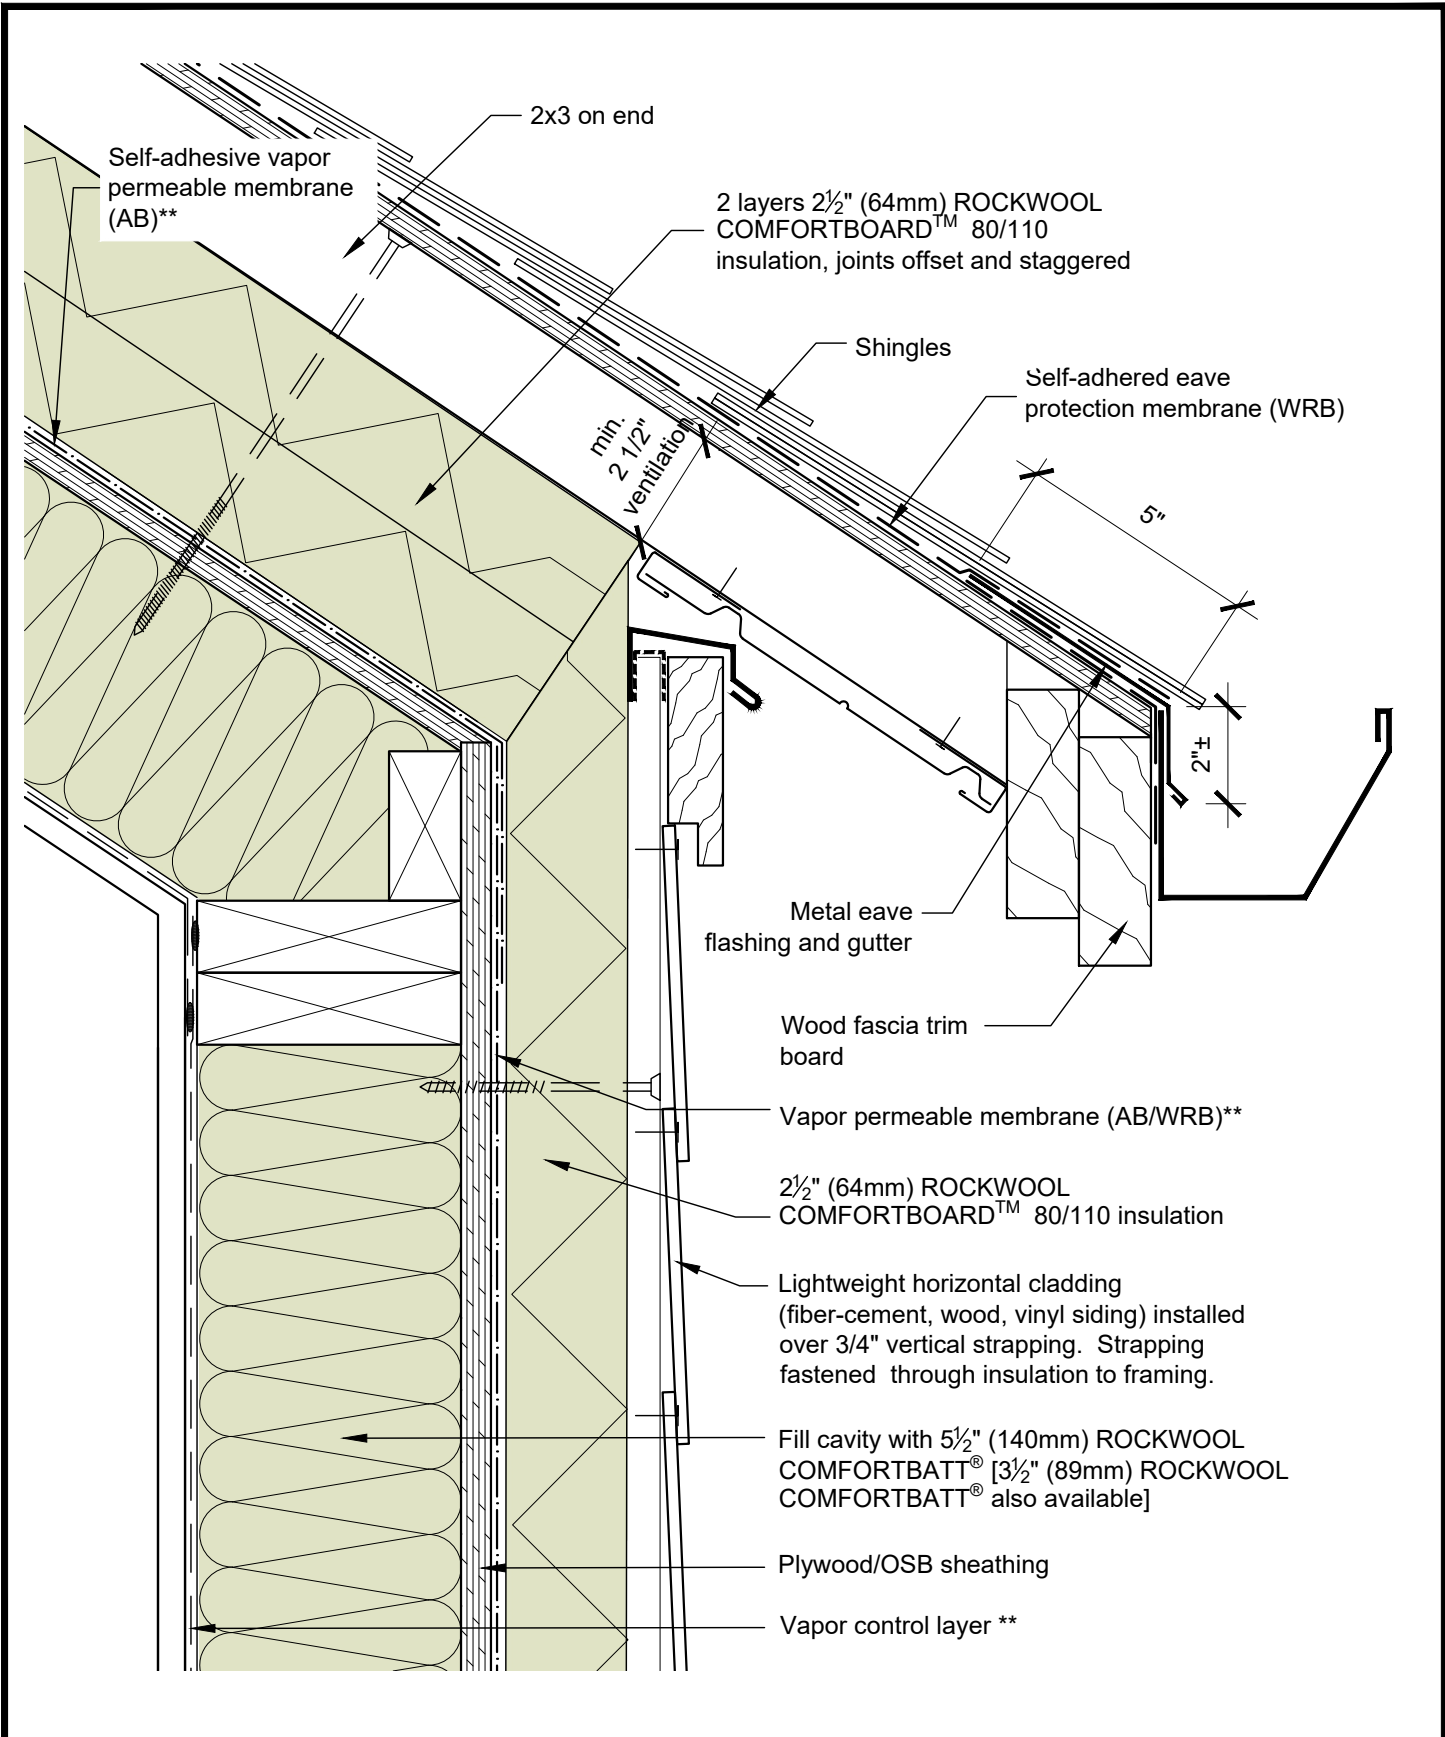 2x3 on end
Self-adhesive vapor
permeable membrane
(AB)**
2 layers 2½" (64mm) ROCKWOOL
COMFORTBOARD™ 80/110
insulation, joints offset and staggered
Shingles
Self-adhered eave
protection membrane (WRB)
min.
2 1/2"
ventilation
5"
2"±
Metal eave
flashing and gutter
Wood fascia trim
board
Vapor permeable membrane (AB/WRB)**
2½" (64mm) ROCKWOOL
COMFORTBOARD™ 80/110 insulation
Lightweight horizontal cladding
(fiber-cement, wood, vinyl siding) installed
over 3/4" vertical strapping. Strapping
fastened through insulation to framing.
Fill cavity with 5½" (140mm) ROCKWOOL
COMFORTBATT® [3½" (89mm) ROCKWOOL
COMFORTBATT® also available]
Plywood/OSB sheathing
Vapor control layer **